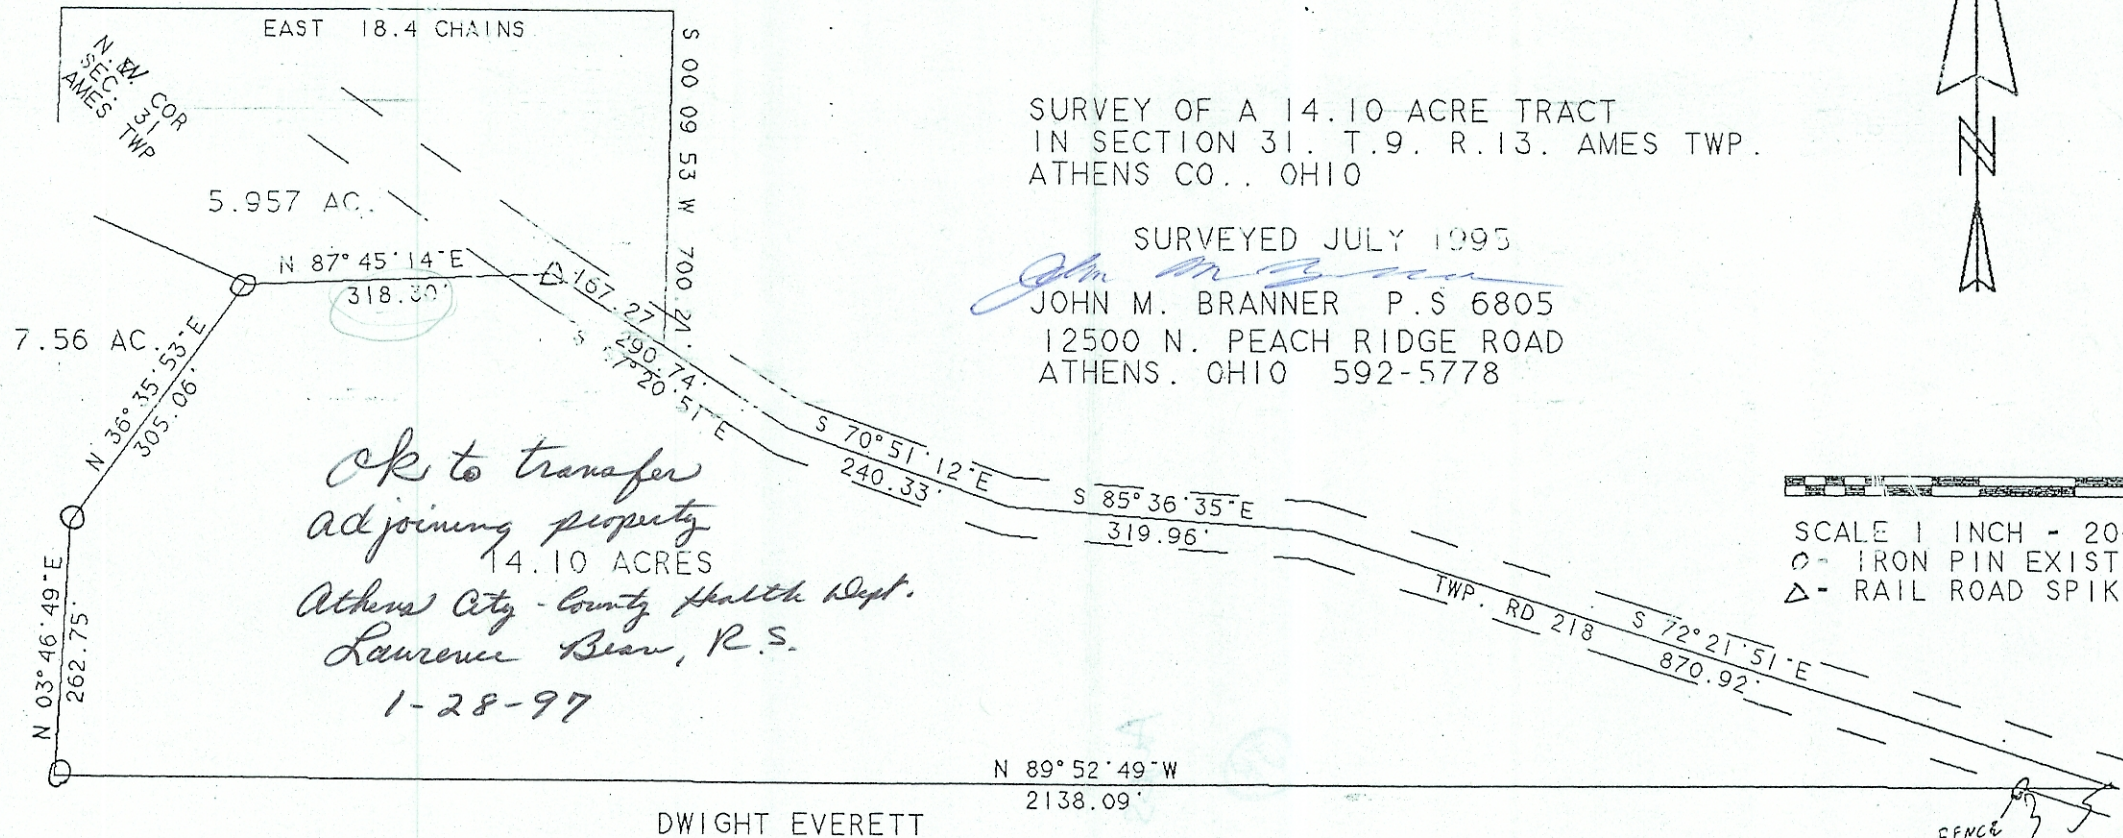 EAST 18.4 CHAINS
N.W. COR
SEC. 31
AMES TWP
S 00 09 53 W 700.21'
5.957 AC.
N 87°45'14"E
318.30'
7.56 AC.
N 36°35'53"E
305.06'
N 03°46'49"E
262.75'
167.27
290.74'
S 57°20'51"E
S 70°51'12"E
240.33'
S 85°36'35"E
319.96'
TWP. RD 218
S 72°21'51"E
870.92'
N 89°52'49"W
2138.09'
DWIGHT EVERETT
FENCE
SURVEY OF A 14.10 ACRE TRACT
IN SECTION 31. T.9. R.13. AMES TWP.
ATHENS CO.. OHIO
SURVEYED JULY 1995
John M Branner
JOHN M. BRANNER P.S 6805
12500 N. PEACH RIDGE ROAD
ATHENS. OHIO 592-5778
N
SCALE 1 INCH - 20
O- IRON PIN EXIST
△- RAIL ROAD SPIK
Ok to transfer
adjoining property
14.10 ACRES
Athens City-County Health Dept.
Laurence Bean, R.S.
1-28-97